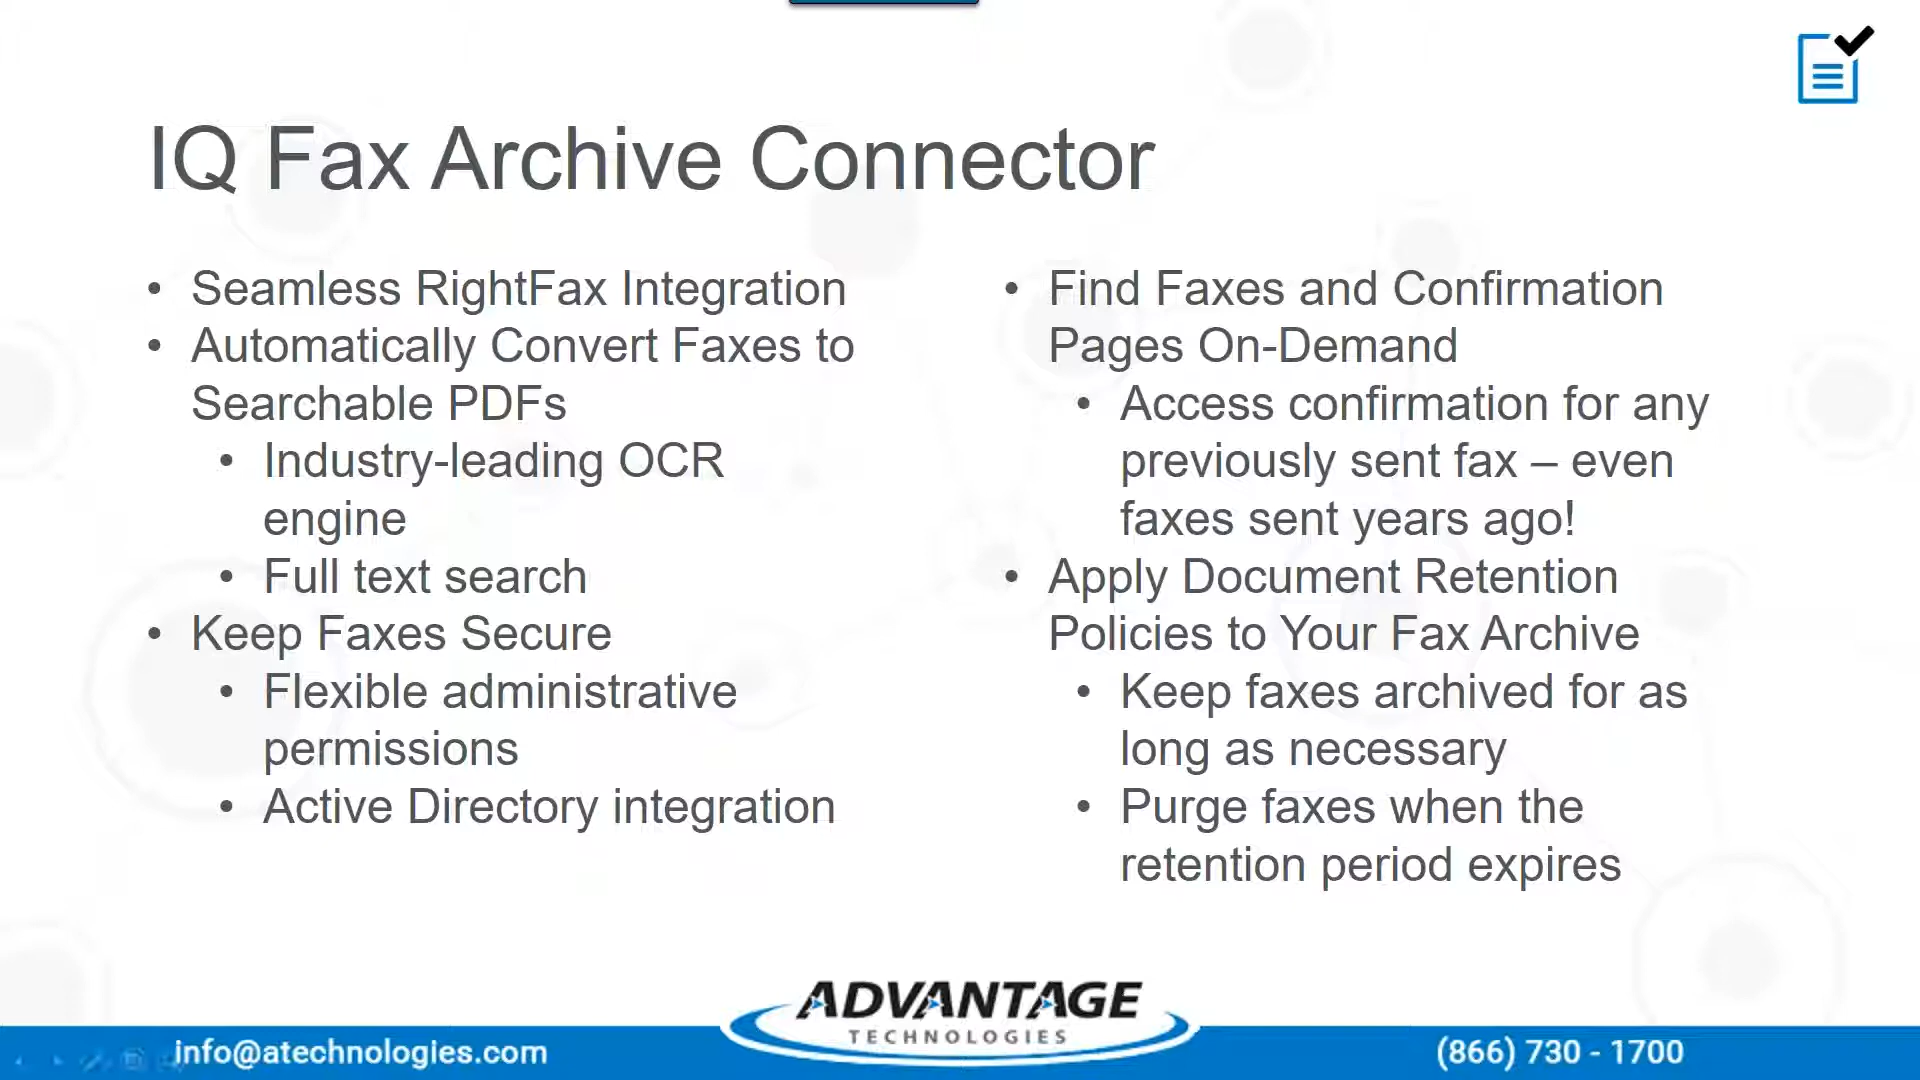 IQ Fax Archive Connector
• Seamless RightFax Integration
• Automatically Convert Faxes to
Searchable PDFs
• Industry-leading OCR
engine
• Full text search
• Keep Faxes Secure
• Flexible administrative
permissions
• Active Directory integration
• Find Faxes and Confirmation
Pages On-Demand
• Access confirmation for any
previously sent fax – even
faxes sent years ago!
• Apply Document Retention
Policies to Your Fax Archive
• Keep faxes archived for as
long as necessary
• Purge faxes when the
retention period expires
info@atechnologies.com
ADVANTAGE
TECHNOLOGIES
(866) 730 - 1700